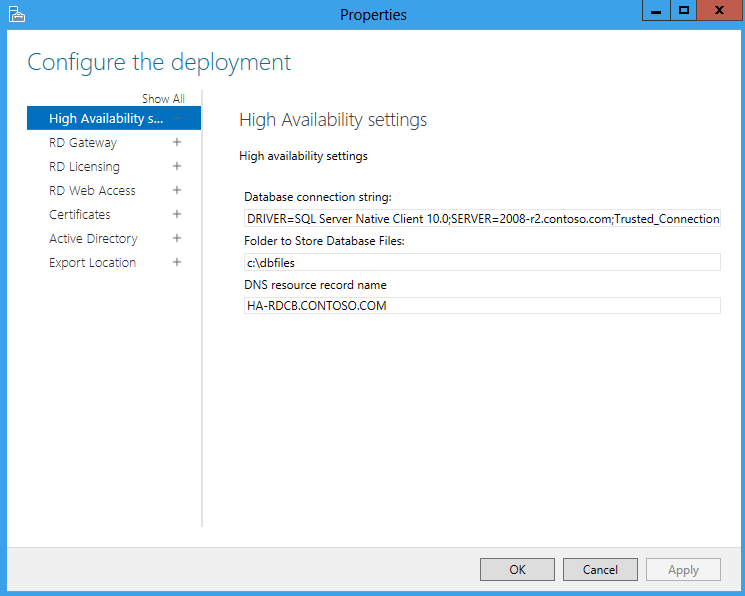 Properties
Configure the deployment
Show All
High Availability s...
RD Gateway
RD Licensing
RD Web Access
Certificates
Active Directory
Export Location
High Availability settings
High availability settings
Database connection string:
DRIVER=SQL Server Native Client 10.0;SERVER=2008-r2.contoso.com;Trusted_Connection
Folder to Store Database Files:
c:\dbfiles
DNS resource record name
HA-RDCB.CONTOSO.COM
OK
Cancel
Apply